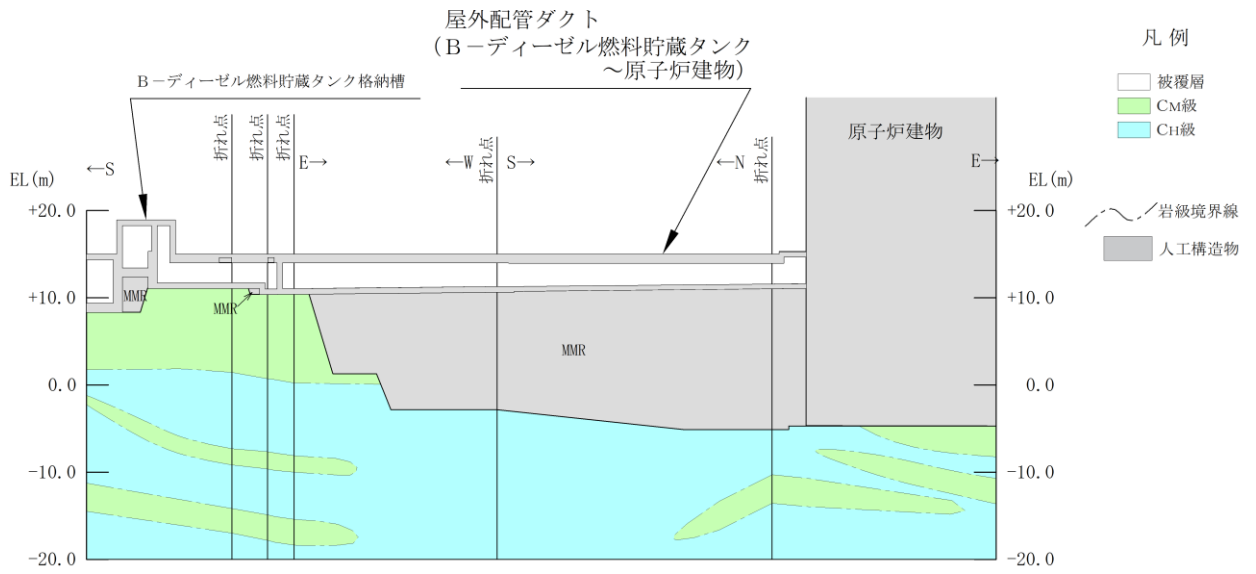 屋外配管ダクト
(B-ディーゼル燃料貯蔵タンク
～原子炉建物)
凡 例
B-ディーゼル燃料貯蔵タンク格納槽
被覆層
CM級
CH級
岩級境界線
人工構造物
原子炉建物
折れ点
折れ点
折れ点
折れ点
折れ点
←S
E→
←W
S→
←N
E→
EL(m)
EL(m)
+20.0
+20.0
+10.0
+10.0
0.0
0.0
-10.0
-10.0
-20.0
-20.0
MMR
MMR
MMR